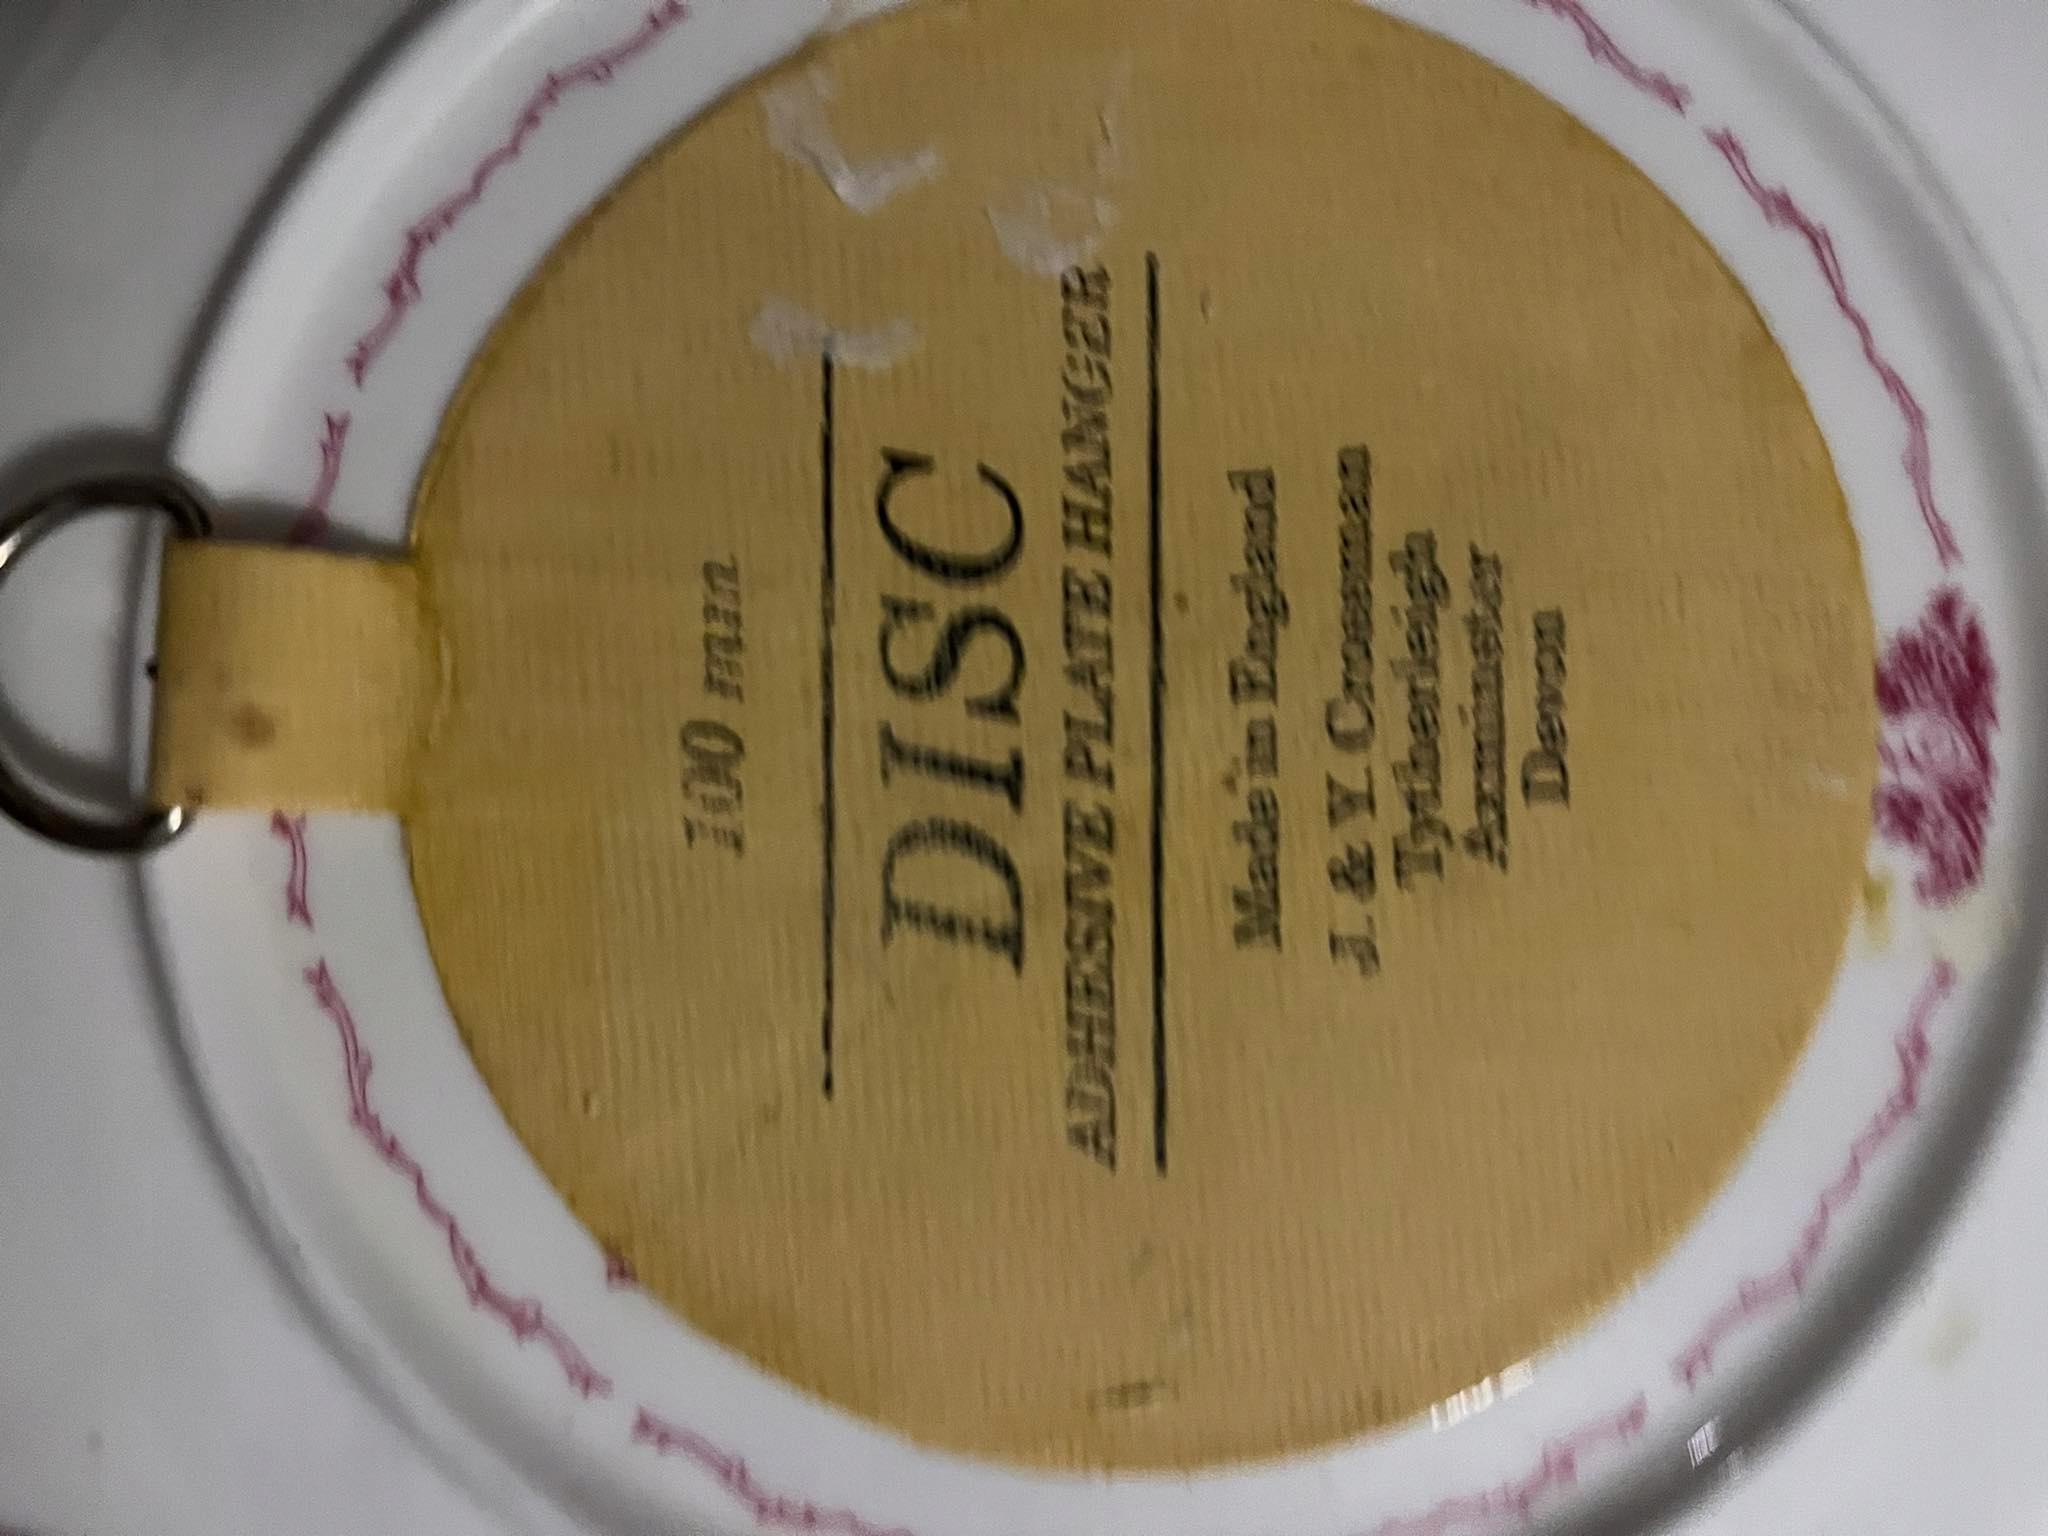 100 mm
DISC
ADHESIVE PLATE HANGER
Made in England
J. & Y. Crossman
Tytherleigh
Axminster
Devon